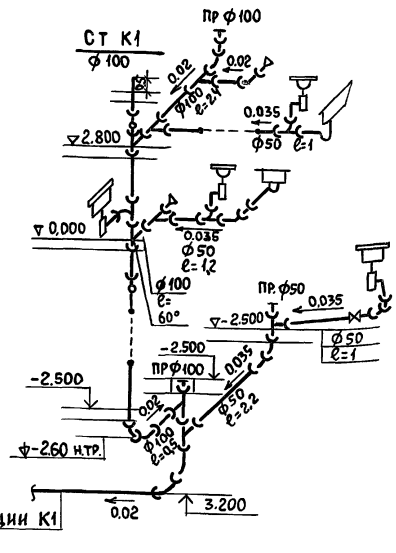 ПР Ф100
СТ К1
Ф100
0.02
0.02
Ф100
ℓ=2,4
0.035
Ф50 ℓ=1
2.800
0.035
Ф50
ℓ=1,2
0,000
Ф100
ℓ=
60°
ПР. Ф50
0,035
-2.500
Ф50
ℓ=1
-2.500
ПР Ф100
0,035
Ф50
ℓ=2.2
-2.500
0.02
Ф100
ℓ=0,5
-2.60 Н.ТР.
3.200
0.02
ЦИИ К1